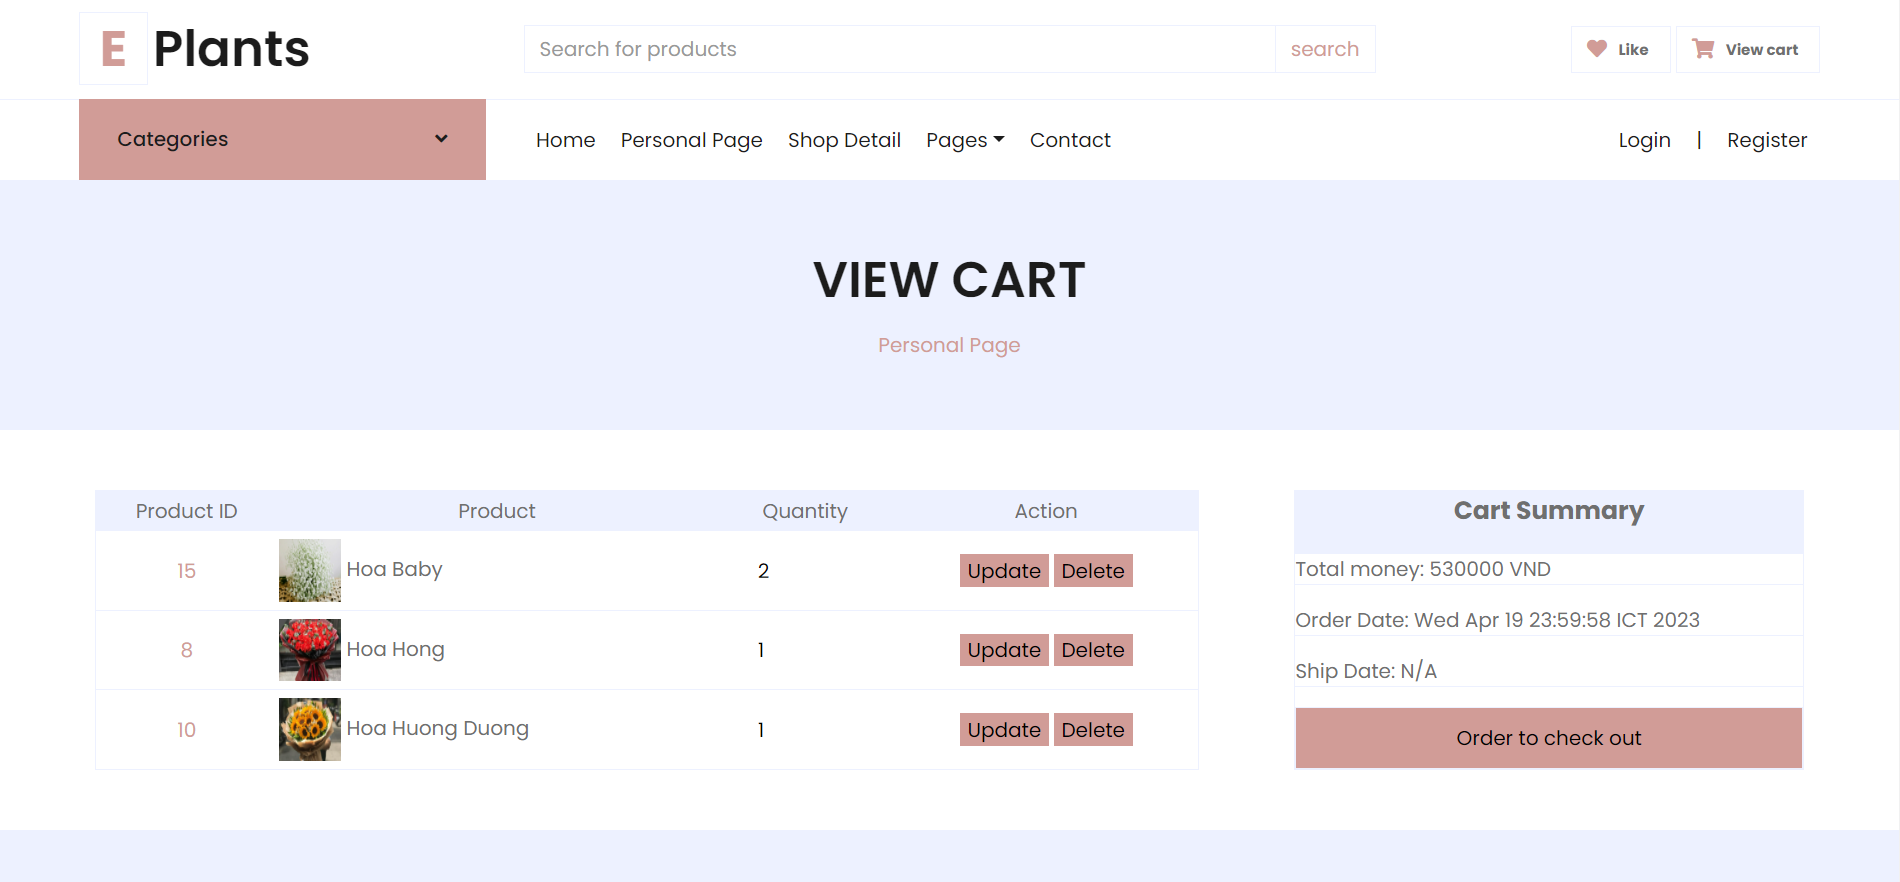 E Plants
Search for products
search
Like
View cart
Categories
Home
Personal Page
Shop Detail
Pages
Contact
Login
|
Register
VIEW CART
Personal Page
Product ID Product Quantity Action
15 Hoa Baby 2 Update Delete
8 Hoa Hong 1 Update Delete
10 Hoa Huong Duong 1 Update Delete
Cart Summary
Total money: 530000 VND
Order Date: Wed Apr 19 23:59:58 ICT 2023
Ship Date: N/A
Order to check out